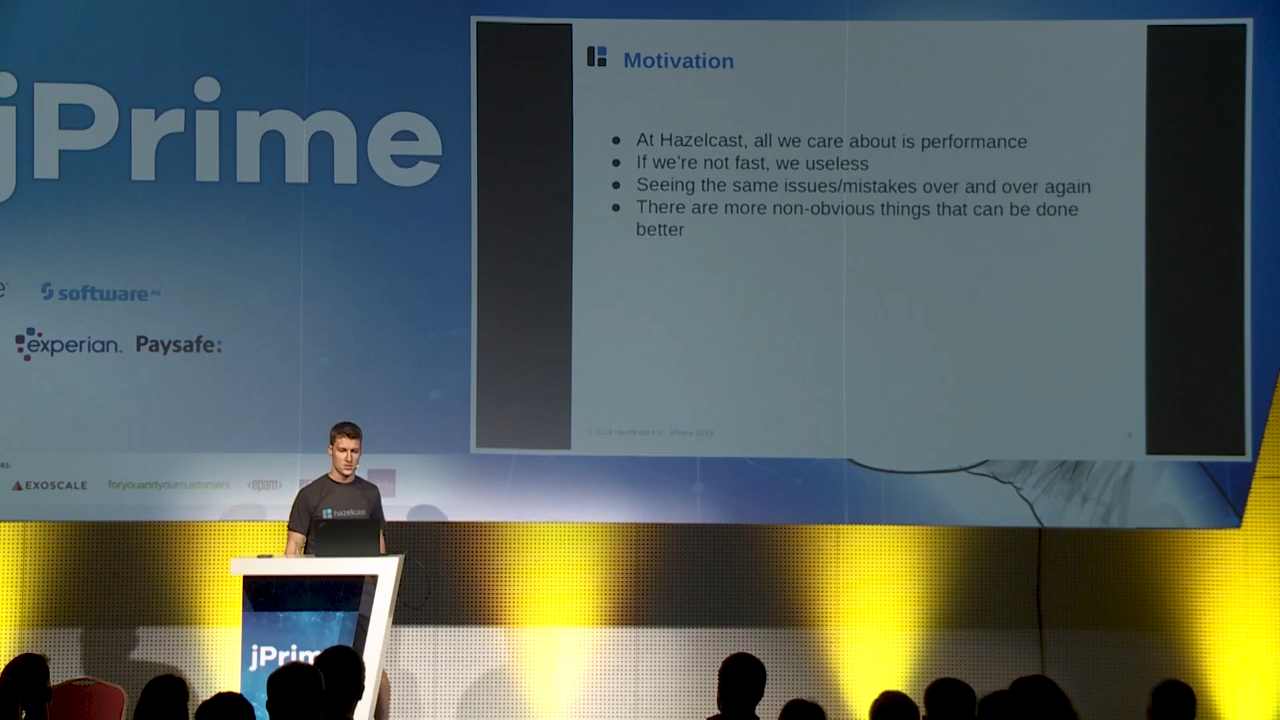 jPrime
software AG
experian.
Paysafe:
EXOSCALE
foryouandyourcustomers
<epam>
Motivation
● At Hazelcast, all we care about is performance
● If we're not fast, we useless
● Seeing the same issues/mistakes over and over again
● There are more non-obvious things that can be done
better
hazelcast
jPrim